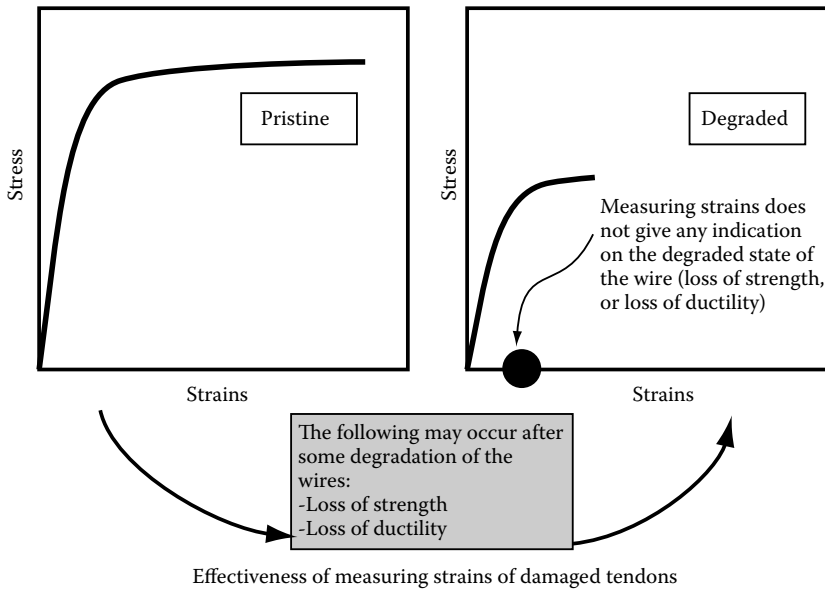 Stress
Pristine
Strains
Stress
Degraded
Measuring strains does
not give any indication
on the degraded state of
the wire (loss of strength,
or loss of ductility)
Strains
The following may occur after
some degradation of the
wires:
-Loss of strength
-Loss of ductility
Effectiveness of measuring strains of damaged tendons